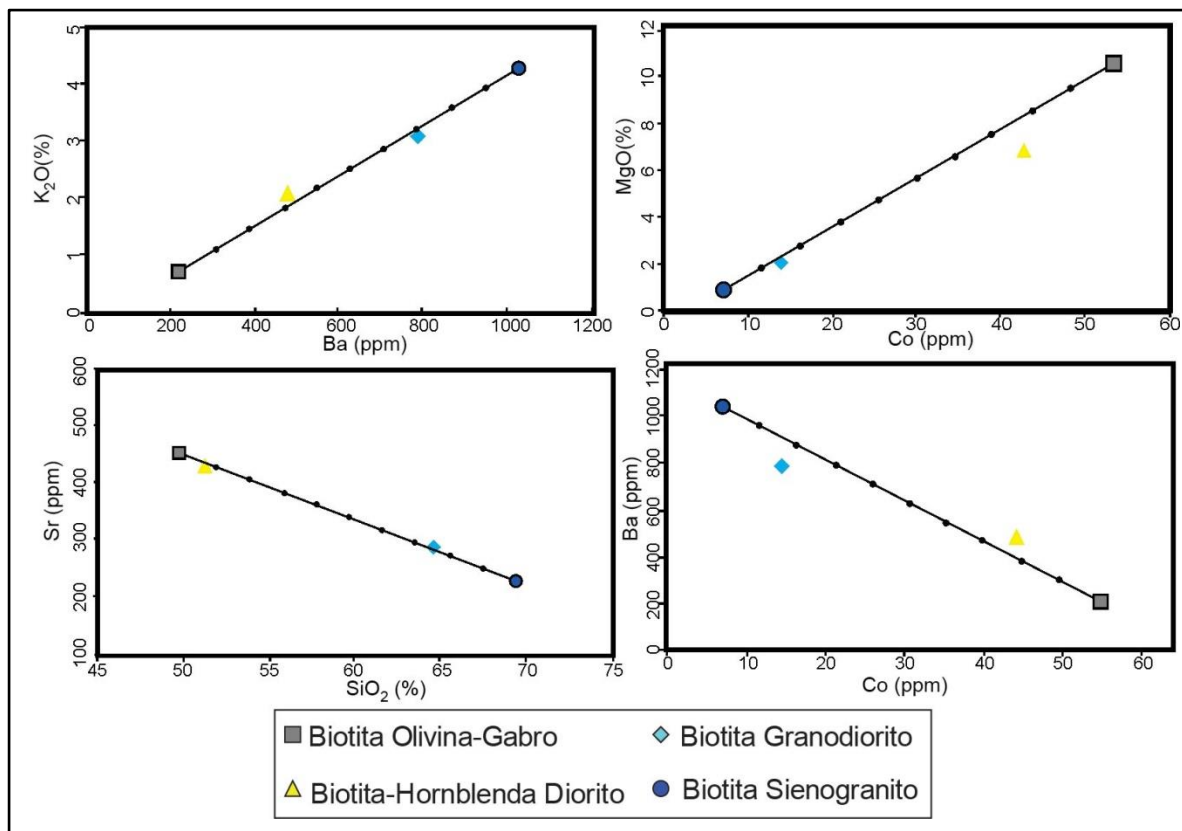 K₂O(%)
5
4
3
2
1
0
0 200 400 600 800 1000 1200
Ba (ppm)
MgO(%)
12
10
8
6
4
2
0
0 10 20 30 40 50 60
Co (ppm)
Sr (ppm)
600
500
400
300
200
100
45 50 55 60 65 70 75
SiO₂ (%)
Ba (ppm)
1200
1000
800
600
400
200
0
0 10 20 30 40 50 60
Co (ppm)
Biotita Olivina-Gabro
Biotita Granodiorito
Biotita-Hornblenda Diorito
Biotita Sienogranito